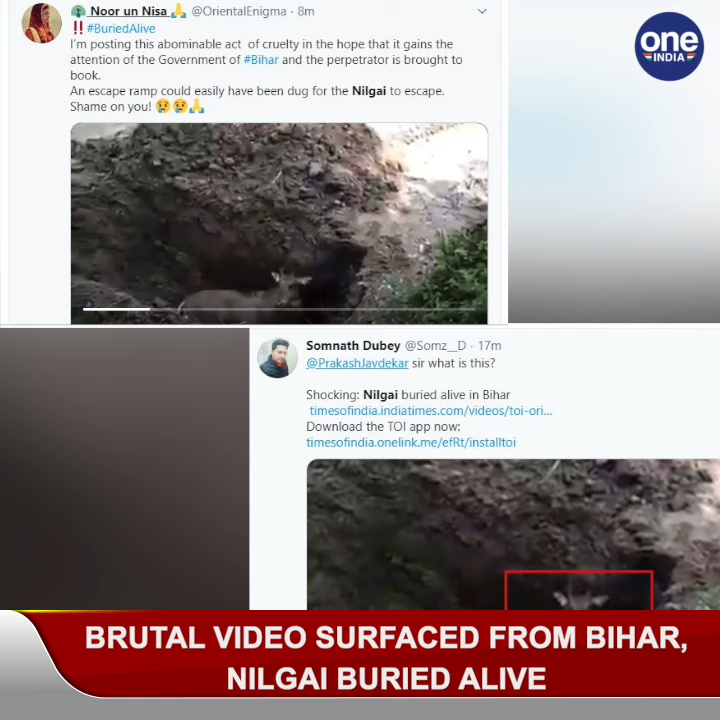 Noor un Nisa @OrientalEnigma · 8m
‼️#BuriedAlive
I'm posting this abominable act of cruelty in the hope that it gains the
attention of the Government of #Bihar and the perpetrator is brought to
book.
An escape ramp could easily have been dug for the Nilgai to escape.
Shame on you! 😢😢🙏
one
INDIA
Somnath Dubey @Somz__D · 17m
@PrakashJavdekar sir what is this?
Shocking: Nilgai buried alive in Bihar
timesofindia.indiatimes.com/videos/toi-ori...
Download the TOI app now:
timesofindia.onelink.me/efRt/installtoi
BRUTAL VIDEO SURFACED FROM BIHAR,
NILGAI BURIED ALIVE